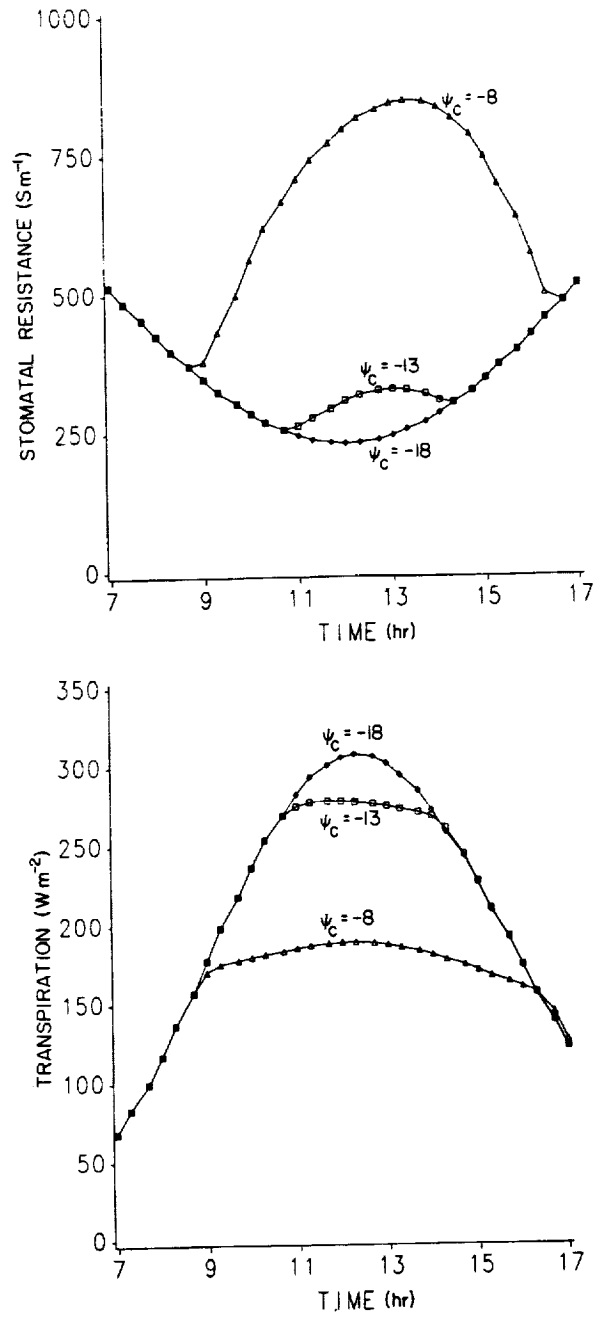 1000
750
500
250
0
STOMATAL RESISTANCE (Sm⁻¹)
ψc = -8
ψc = -13
ψc = -18
7 9 11 13 15 17
TIME (hr)
350
300
250
200
150
100
50
0
TRANSPIRATION (Wm⁻²)
ψc = -18
ψc = -13
ψc = -8
7 9 11 13 15 17
TIME (hr)